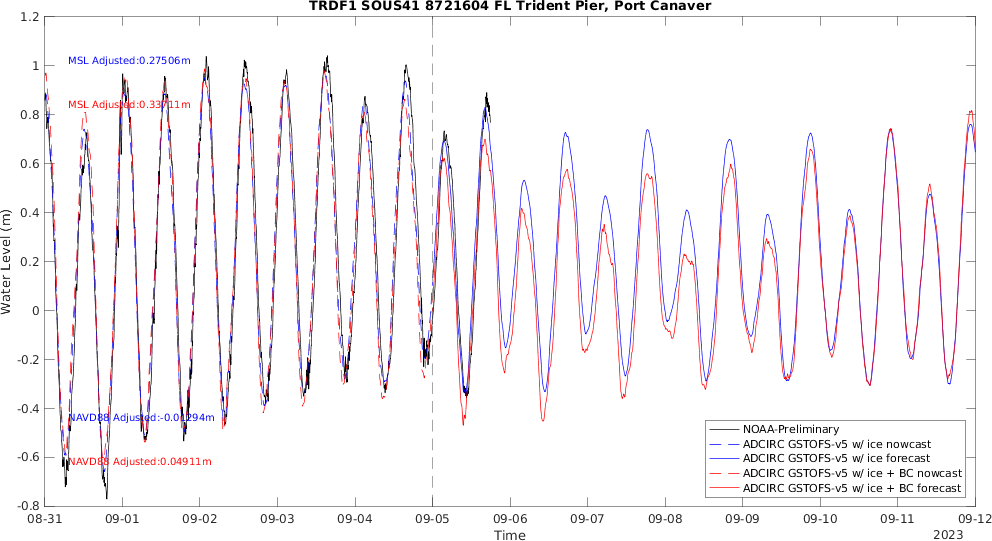 TRDF1 SOUS41 8721604 FL Trident Pier, Port Canaver
1.2
1
0.8
0.6
0.4
0.2
0
-0.2
-0.4
-0.6
-0.8
Water Level (m)
MSL Adjusted:0.27506m
MSL Adjusted:0.33711m
NAVD88
NAVD88 Adjusted:0.04911m
NOAA-Preliminary
ADCIRC GSTOFS-v5 w/ ice nowcast
ADCIRC GSTOFS-v5 w/ ice forecast
ADCIRC GSTOFS-v5 w/ ice + BC nowcast
ADCIRC GSTOFS-v5 w/ ice + BC forecast
08-31 09-01 09-02 09-03 09-04 09-05 09-06 09-07 09-08 09-09 09-10 09-11 09-12
Time
2023